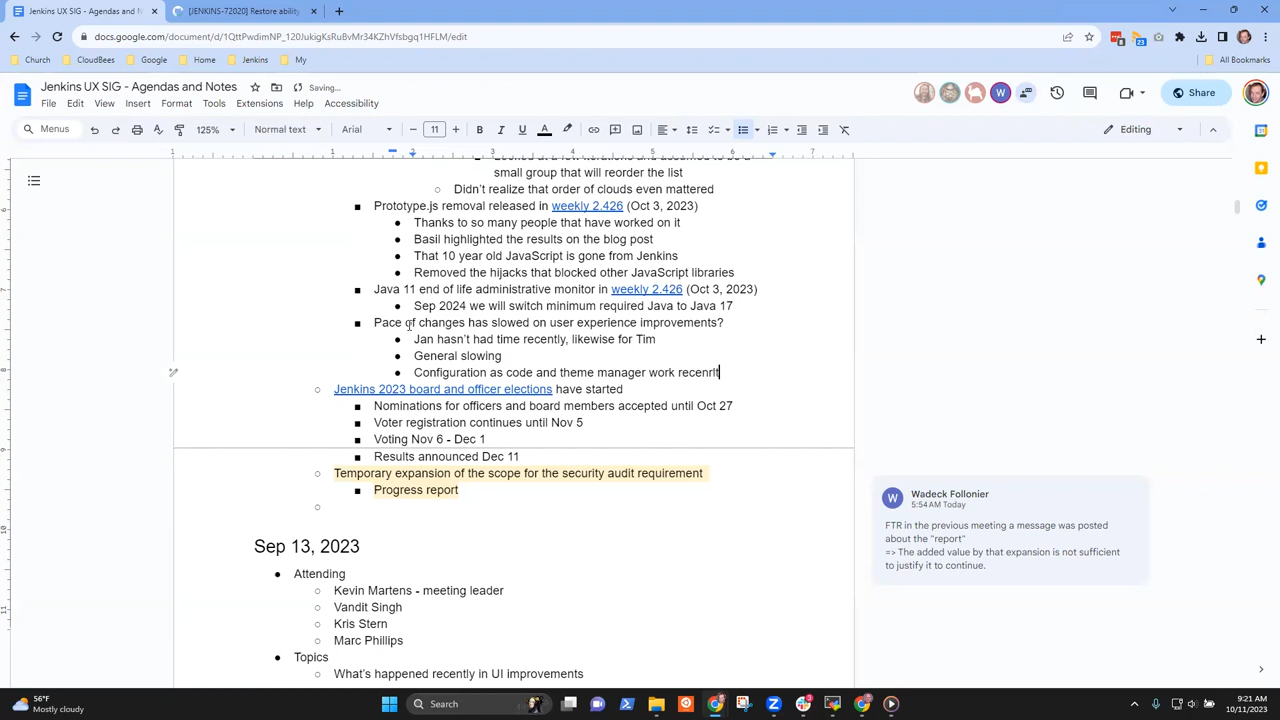 Jenkins UX SIG - Agendas and N
[JENKINS-72020] Restore ability
docs.google.com/document/d/1QttPwdimNP_120JukigKsRuBvMr34KZhVfsbgq1HFLM/edit
Church
CloudBees
Google
Home
Jenkins
My
All Bookmarks
Jenkins UX SIG - Agendas and Notes
Saving...
File Edit View Insert Format Tools Extensions Help Accessibility
Share
Menus
125%
Normal text
Arial
11
Editing
small group that will reorder the list
Didn't realize that order of clouds even mattered
Prototype.js removal released in weekly 2.426 (Oct 3, 2023)
Thanks to so many people that have worked on it
Basil highlighted the results on the blog post
That 10 year old JavaScript is gone from Jenkins
Removed the hijacks that blocked other JavaScript libraries
Java 11 end of life administrative monitor in weekly 2.426 (Oct 3, 2023)
Sep 2024 we will switch minimum required Java to Java 17
Pace of changes has slowed on user experience improvements?
Jan hasn't had time recently, likewise for Tim
General slowing
Configuration as code and theme manager work recenrlt
Jenkins 2023 board and officer elections have started
Nominations for officers and board members accepted until Oct 27
Voter registration continues until Nov 5
Voting Nov 6 - Dec 1
Results announced Dec 11
Temporary expansion of the scope for the security audit requirement
Progress report
Wadeck Follonier
5:54 AM Today
FTR in the previous meeting a message was posted
about the "report"
=> The added value by that expansion is not sufficient
to justify it to continue.
Sep 13, 2023
Attending
Kevin Martens - meeting leader
Vandit Singh
Kris Stern
Marc Phillips
Topics
What's happened recently in UI improvements
56°F
Mostly cloudy
Search
9:21 AM
10/11/2023